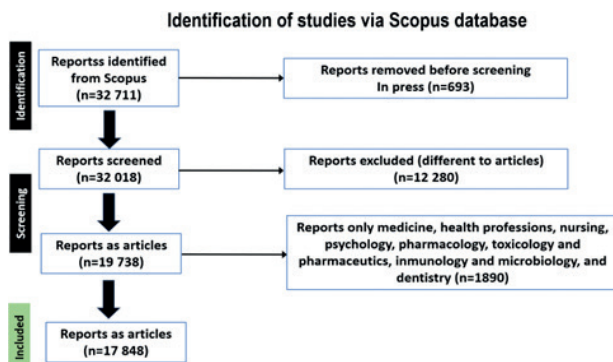 Identification of studies via Scopus database
Identification
Reportss identified
from Scopus
(n=32 711)
Reports removed before screening
In press (n=693)
Screening
Reports screened
(n=32 018)
Reports excluded (different to articles)
(n=12 280)
Reports as articles
(n=19 738)
Reports only medicine, health professions, nursing,
psychology, pharmacology, toxicology and
pharmaceutics, inmunology and microbiology, and
dentistry (n=1890)
Included
Reports as articles
(n=17 848)